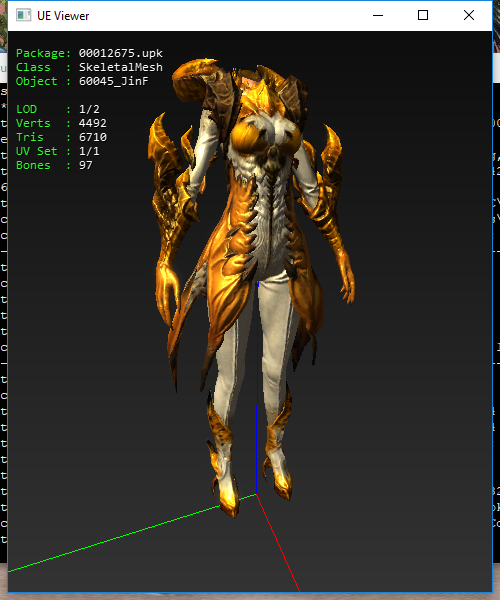 UE Viewer
Package: 00012675.upk
Class : SkeletalMesh
Object : 60045_JinF
LOD : 1/2
Verts : 4492
Tris : 6710
UV Set : 1/1
Bones : 97